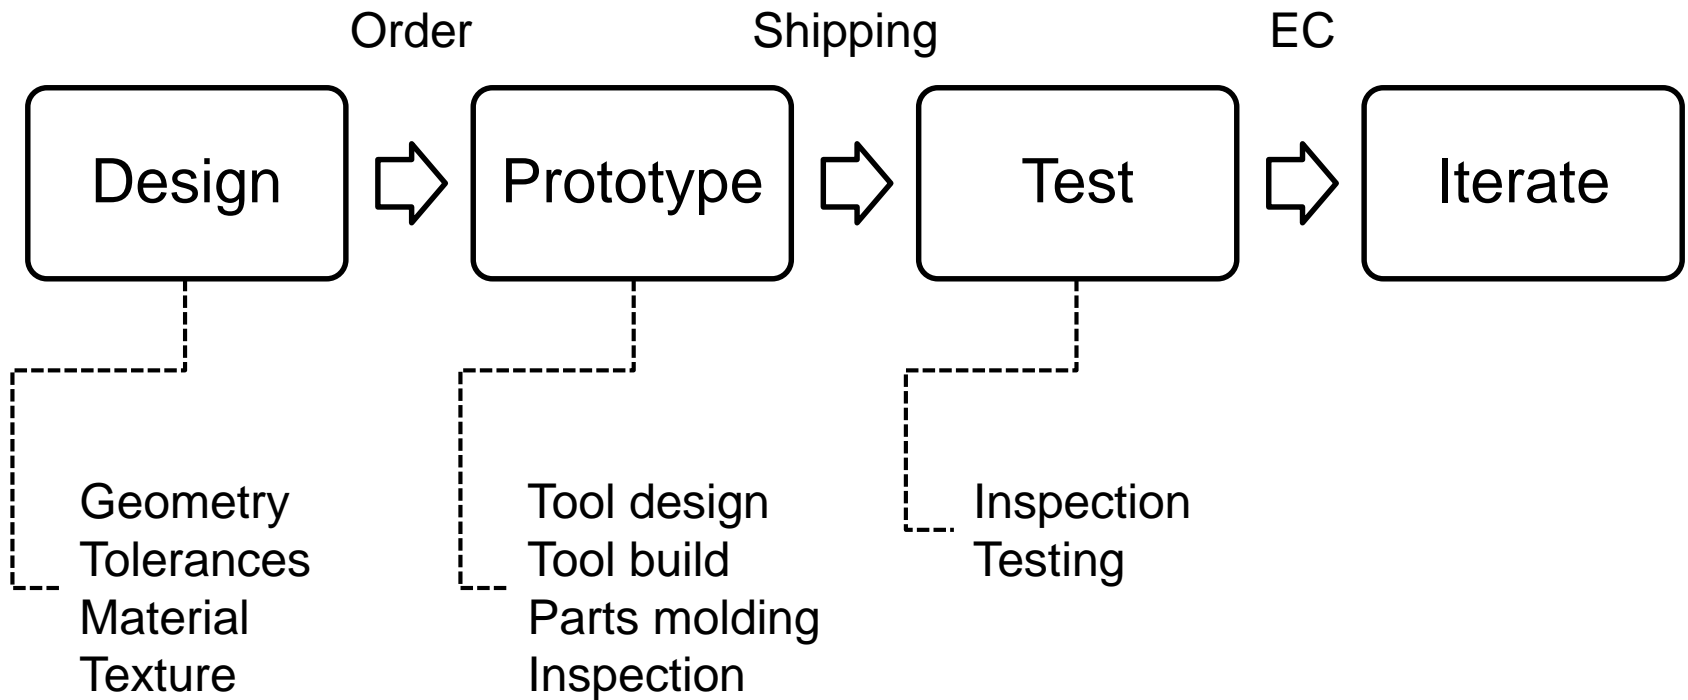 Order
Shipping
EC
Design
Prototype
Test
Iterate
Geometry
Tolerances
Material
Texture
Tool design
Tool build
Parts molding
Inspection
Inspection
Testing